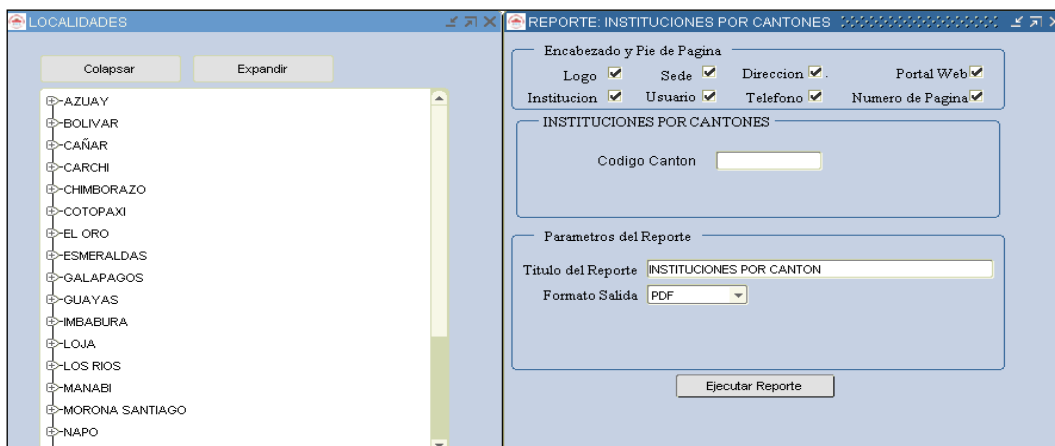 LOCALIDADES
Colapsar Expandir
AZUAY
BOLIVAR
CAÑAR
CARCHI
CHIMBORAZO
COTOPAXI
EL ORO
ESMERALDAS
GALAPAGOS
GUAYAS
IMBABURA
LOJA
LOS RIOS
MANABI
MORONA SANTIAGO
NAPO
REPORTE: INSTITUCIONES POR CANTONES
Encabezado y Pie de Pagina
Logo Sede Direccion . Portal Web
Institucion Usuario Telefono Numero de Pagina
INSTITUCIONES POR CANTONES
Codigo Canton
Parametros del Reporte
Titulo del Reporte INSTITUCIONES POR CANTON
Formato Salida PDF
Ejecutar Reporte